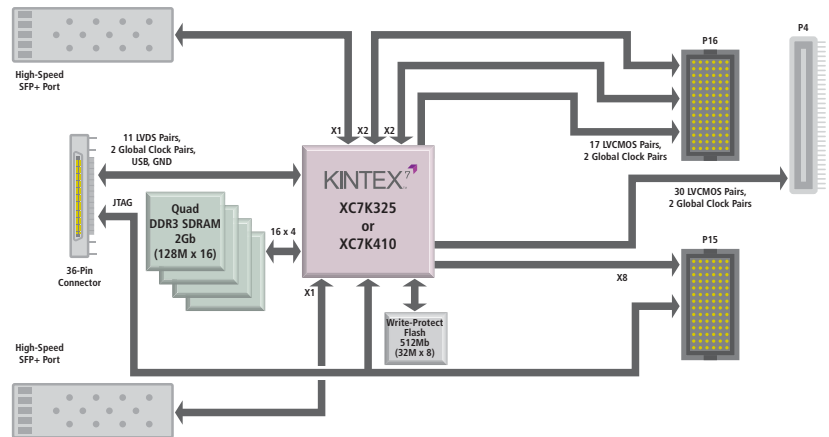 P4
P16
High-Speed
SFP+ Port
X1
X2
X2
11 LVDS Pairs,
2 Global Clock Pairs,
USB, GND
17 LVCMOS Pairs,
2 Global Clock Pairs
KINTEX 7
XC7K325
or
XC7K410
30 LVCMOS Pairs,
2 Global Clock Pairs
JTAG
Quad
DDR3 SDRAM
2Gb
(128M x 16)
16 x 4
P15
36-Pin
Connector
X1
X8
Write-Protect
Flash
512Mb
(32M x 8)
High-Speed
SFP+ Port